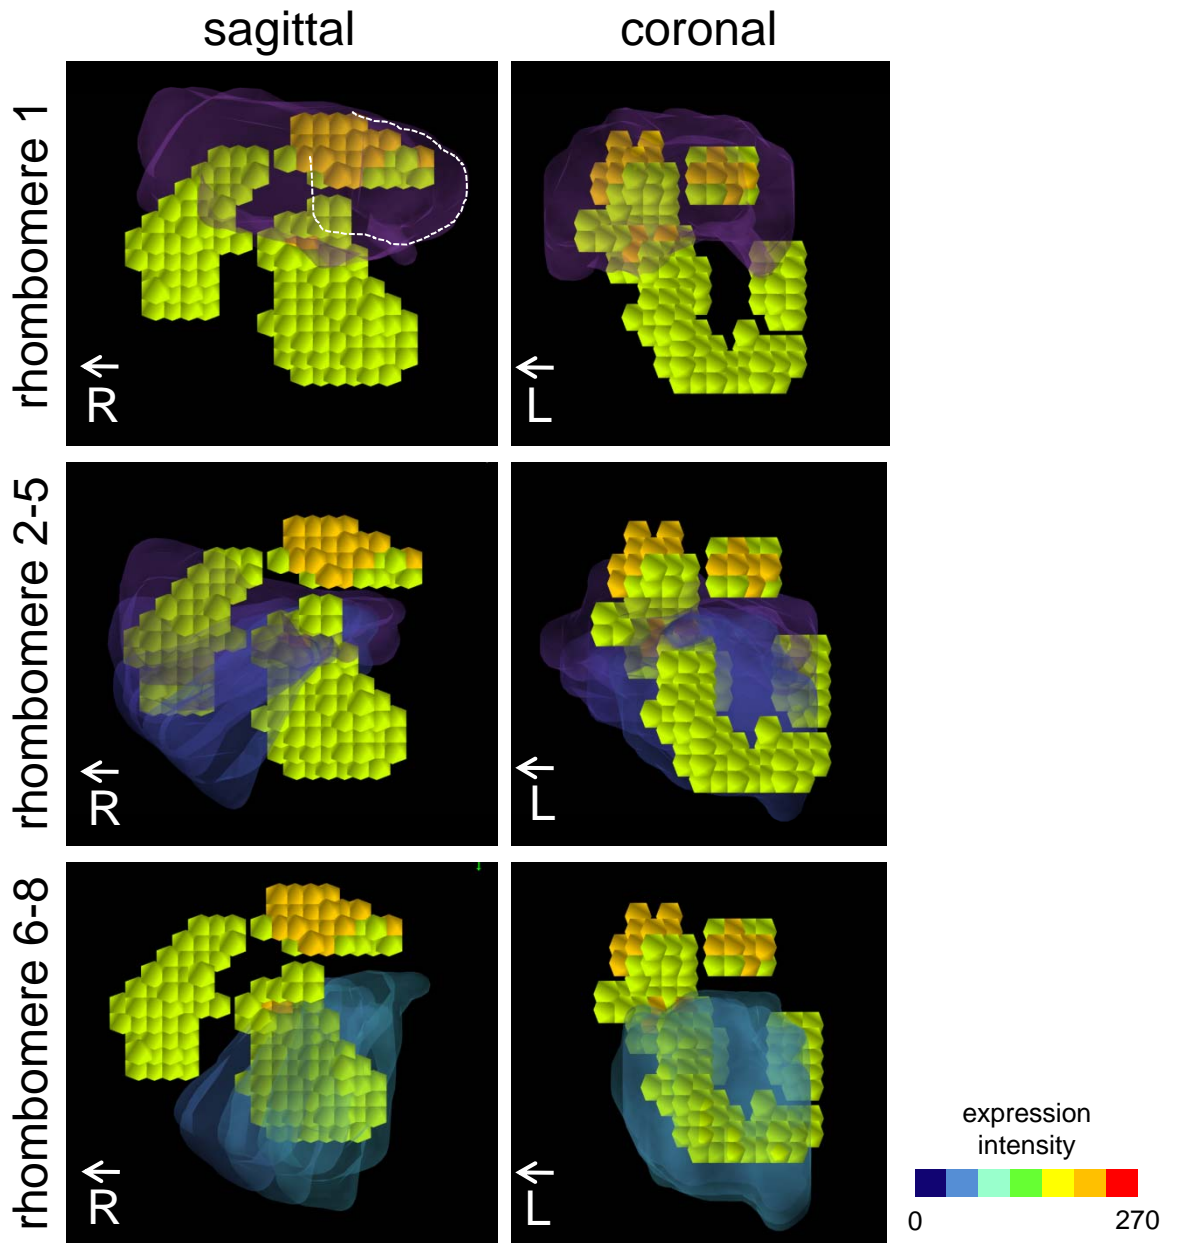 sagittal
coronal
rhombomere 1
R
L
rhombomere 2-5
R
L
rhombomere 6-8
R
L
expression
intensity
0
270